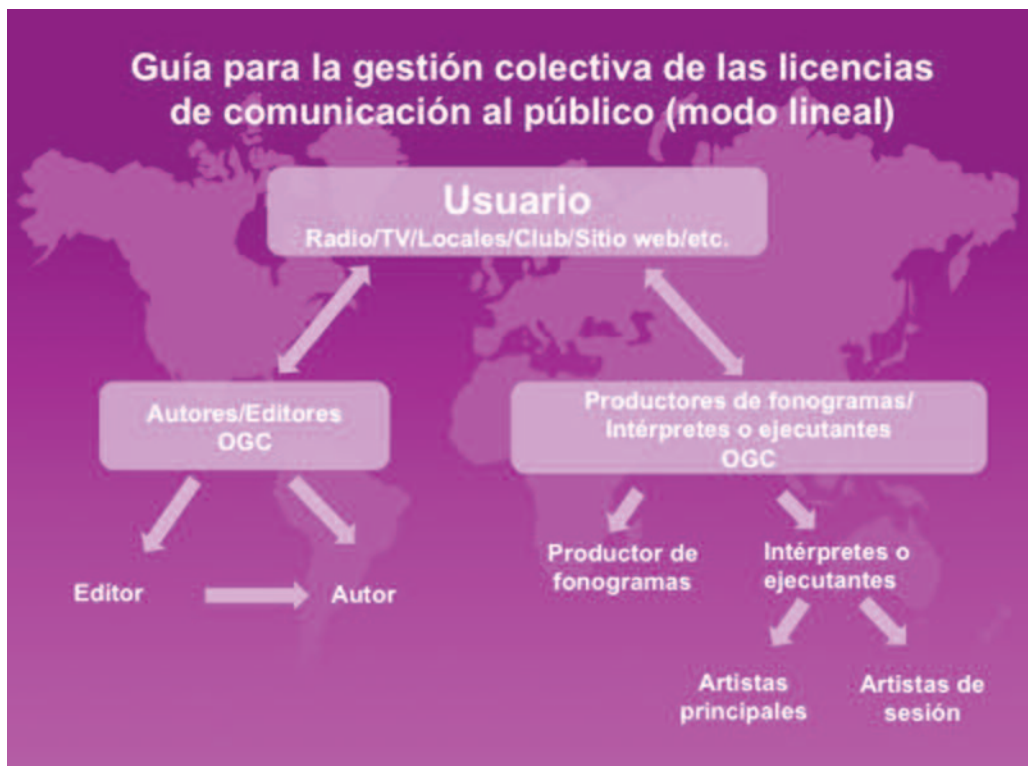 Guía para la gestión colectiva de las licencias
de comunicación al público (modo lineal)
Usuario
Radio/TV/Locales/Club/Sitio web/etc.
Autores/Editores
OGC
Productores de fonogramas/
Intérpretes o ejecutantes
OGC
Editor
Autor
Productor de
fonogramas
Intérpretes o
ejecutantes
Artistas
principales
Artistas de
sesión